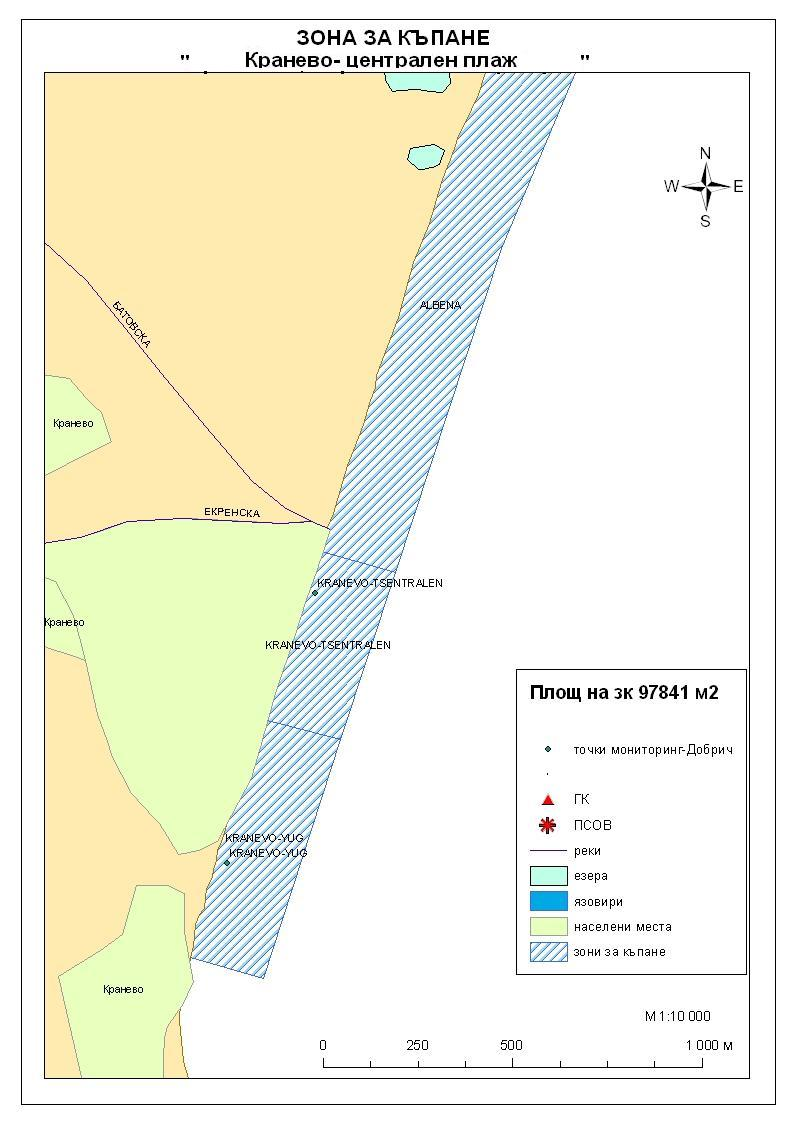 ЗОНА ЗА КЪПАНЕ
" Кранево- централен плаж "
N
W E
S
ALBENA
БАТОВСКА
Кранево
ЕКРЕНСКА
KRANEVO-TSENTRALEN
Кранево
KRANEVO-TSENTRALEN
Площ на зк 97841 м2
точки мониторинг-Добрич
ГК
ПСОВ
реки
езера
язовири
населени места
зони за къпане
KRANEVO-YUG
KRANEVO-YUG
Кранево
М 1:10 000
0 250 500 1 000 м